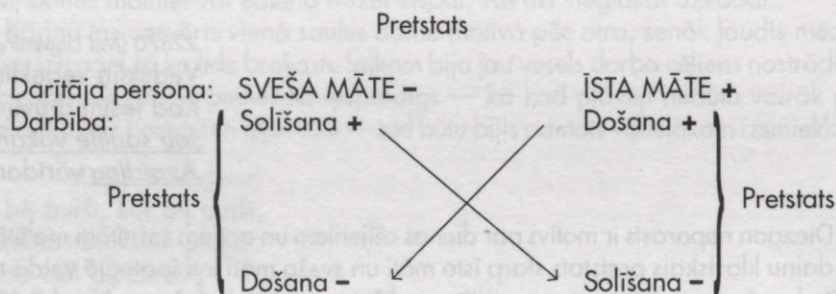 Pretstats
Darītāja persona: SVEŠA MĀTE – ĪSTA MĀTE +
Darbība: Solīšana + Došana +
Pretstats Pretstats
Došana – Solīšana –